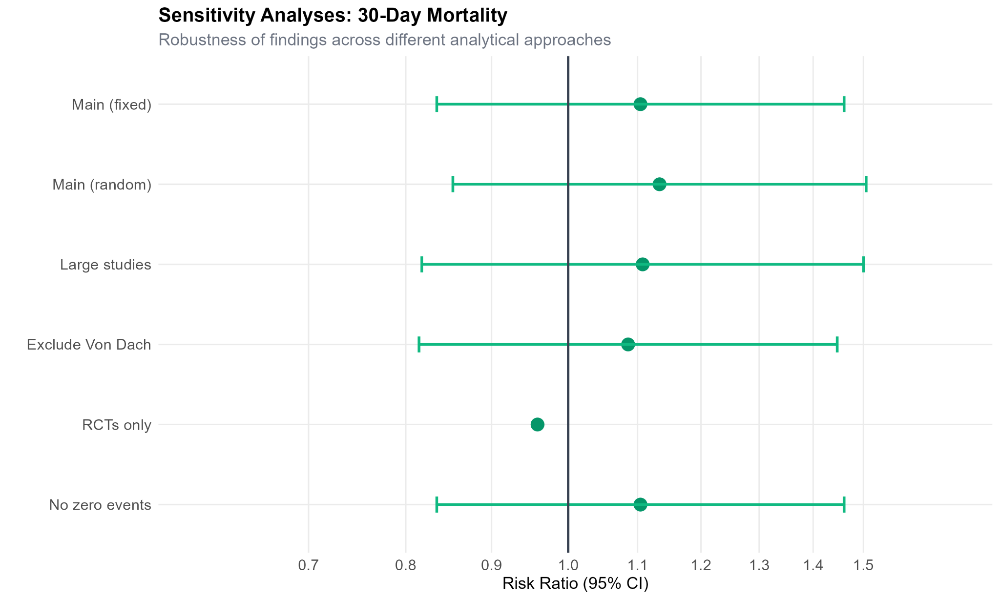 Sensitivity Analyses: 30-Day Mortality
Robustness of findings across different analytical approaches
Main (fixed)
Main (random)
Large studies
Exclude Von Dach
RCTs only
No zero events
0.7 0.8 0.9 1.0 1.1 1.2 1.3 1.4 1.5
Risk Ratio (95% CI)